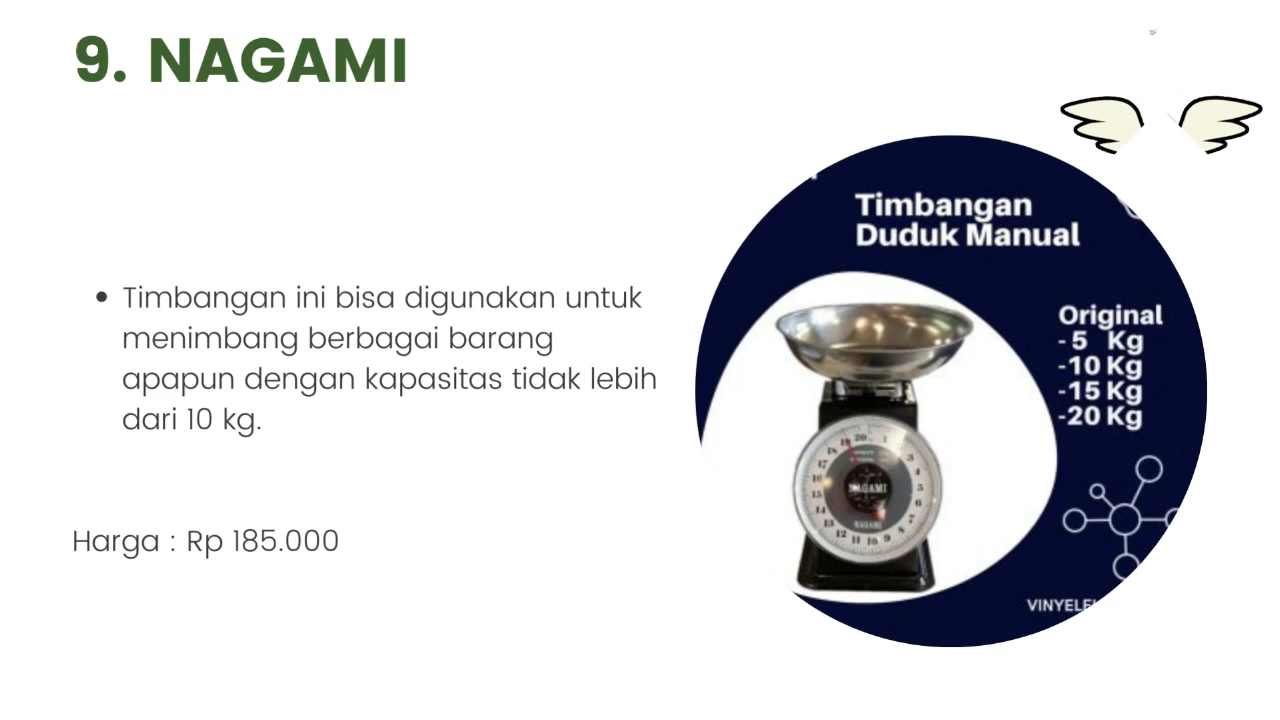 9. NAGAMI
Timbangan ini bisa digunakan untuk
menimbang berbagai barang
apapun dengan kapasitas tidak lebih
dari 10 kg.
Harga : Rp 185.000
Timbangan
Duduk Manual
Original
- 5 Kg
-10 Kg
-15 Kg
-20 Kg
NAGAMI